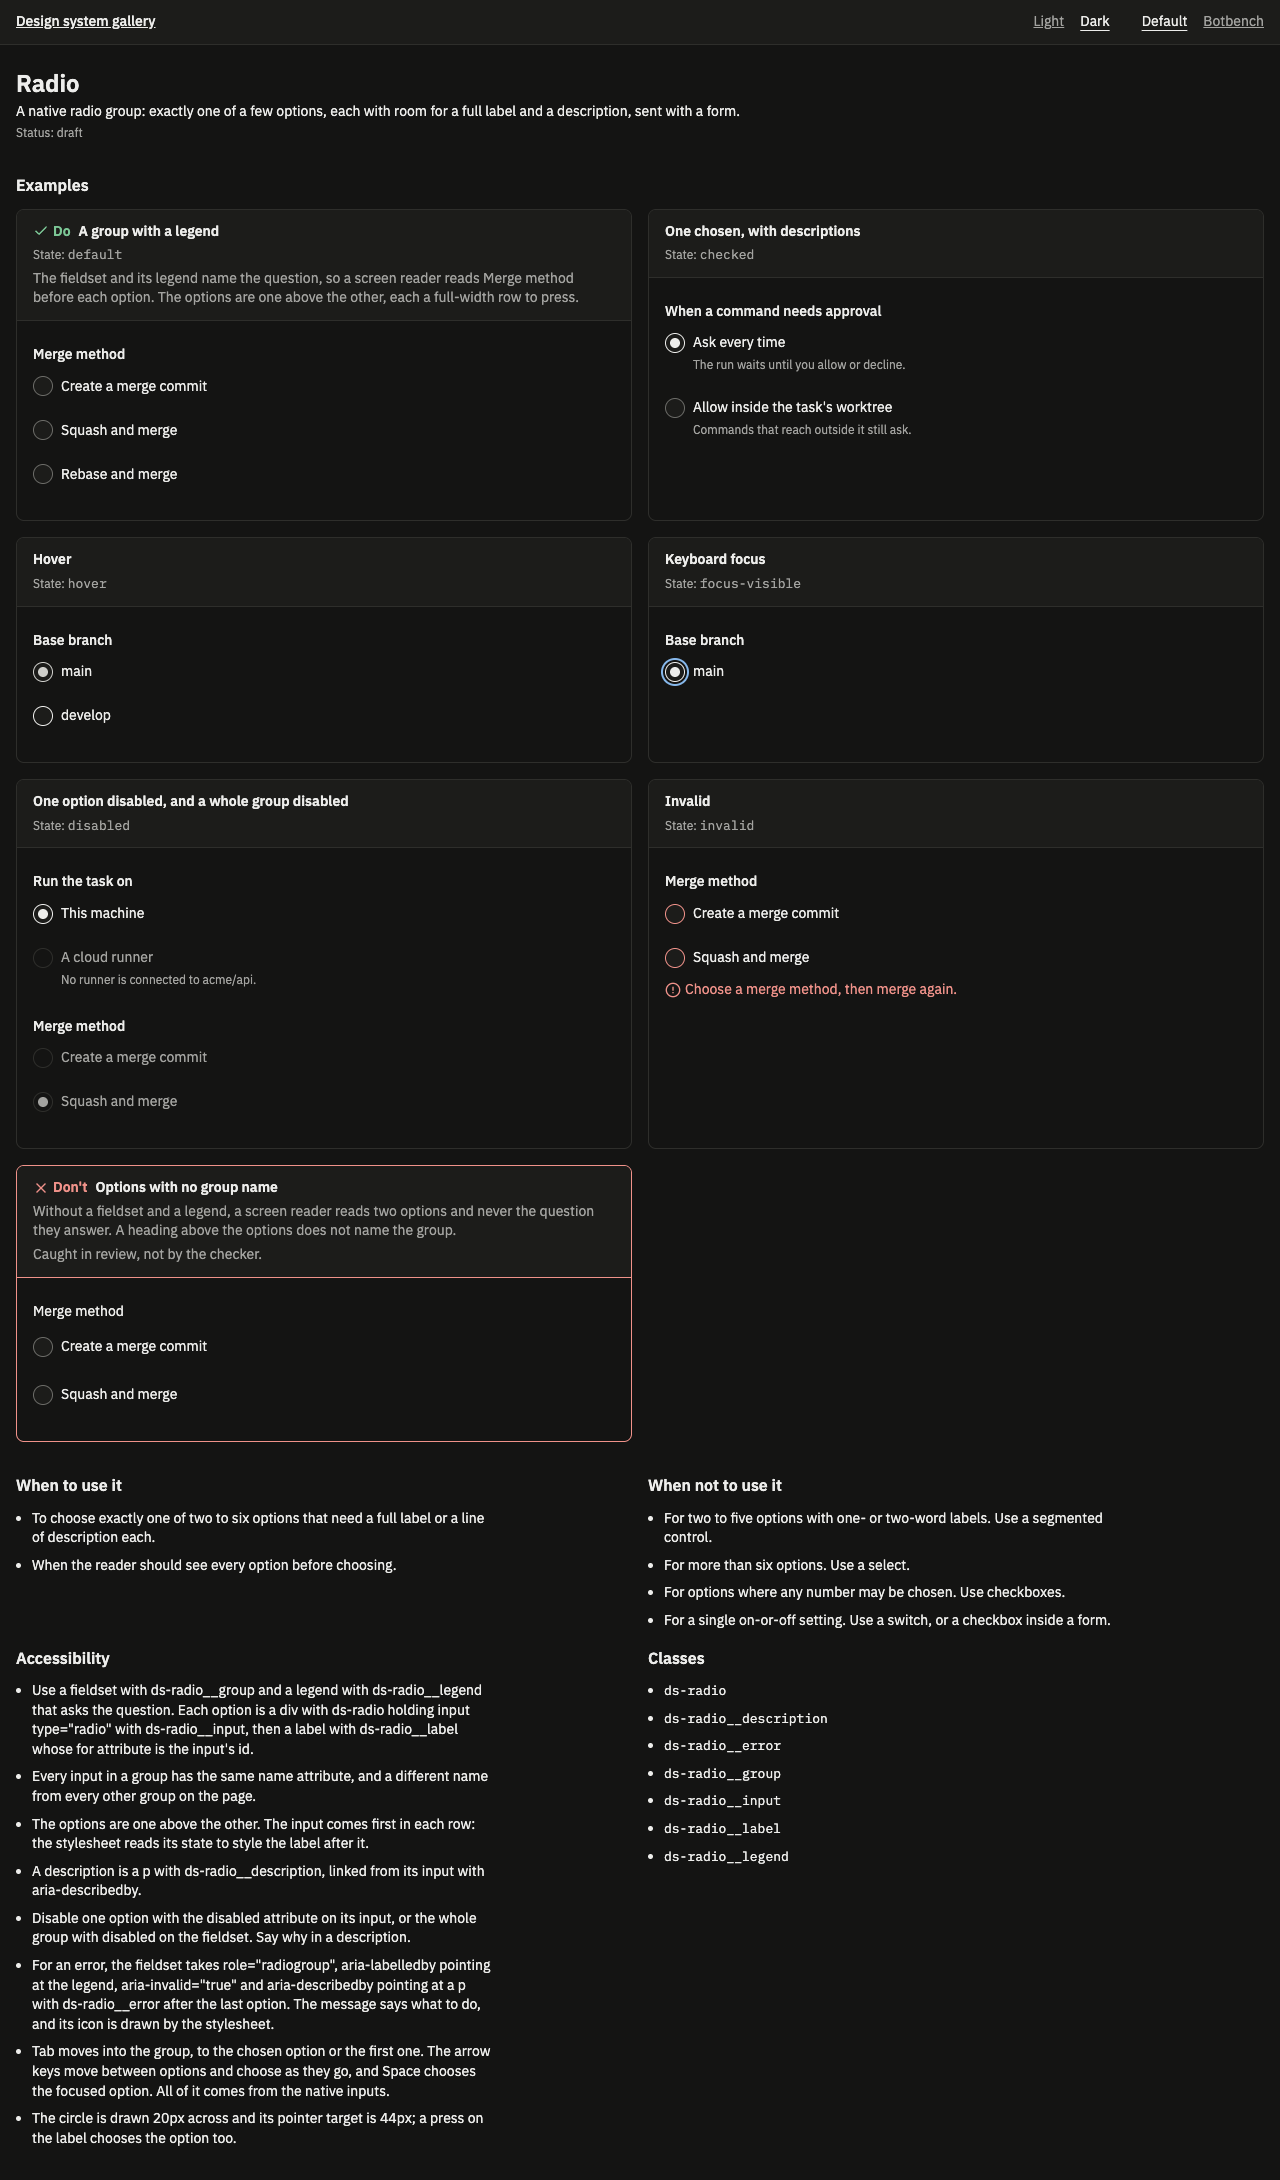 Design system gallery
Light Dark Default Botbench
Radio
A native radio group: exactly one of a few options, each with room for a full label and a description, sent with a form.
Status: draft
Examples
Do A group with a legend
State: default
The fieldset and its legend name the question, so a screen reader reads Merge method
before each option. The options are one above the other, each a full-width row to press.
Merge method
Create a merge commit
Squash and merge
Rebase and merge
One chosen, with descriptions
State: checked
When a command needs approval
Ask every time
The run waits until you allow or decline.
Allow inside the task's worktree
Commands that reach outside it still ask.
Hover
State: hover
Base branch
main
develop
Keyboard focus
State: focus-visible
Base branch
main
One option disabled, and a whole group disabled
State: disabled
Run the task on
This machine
A cloud runner
No runner is connected to acme/api.
Merge method
Create a merge commit
Squash and merge
Invalid
State: invalid
Merge method
Create a merge commit
Squash and merge
Choose a merge method, then merge again.
Don't Options with no group name
Without a fieldset and a legend, a screen reader reads two options and never the question
they answer. A heading above the options does not name the group.
Caught in review, not by the checker.
Merge method
Create a merge commit
Squash and merge
When to use it
To choose exactly one of two to six options that need a full label or a line
of description each.
When the reader should see every option before choosing.
When not to use it
For two to five options with one- or two-word labels. Use a segmented
control.
For more than six options. Use a select.
For options where any number may be chosen. Use checkboxes.
For a single on-or-off setting. Use a switch, or a checkbox inside a form.
Accessibility
Use a fieldset with ds-radio__group and a legend with ds-radio__legend
that asks the question. Each option is a div with ds-radio holding input
type="radio" with ds-radio__input, then a label with ds-radio__label
whose for attribute is the input's id.
Every input in a group has the same name attribute, and a different name
from every other group on the page.
The options are one above the other. The input comes first in each row:
the stylesheet reads its state to style the label after it.
A description is a p with ds-radio__description, linked from its input with
aria-describedby.
Disable one option with the disabled attribute on its input, or the whole
group with disabled on the fieldset. Say why in a description.
For an error, the fieldset takes role="radiogroup", aria-labelledby pointing
at the legend, aria-invalid="true" and aria-describedby pointing at a p
with ds-radio__error after the last option. The message says what to do,
and its icon is drawn by the stylesheet.
Tab moves into the group, to the chosen option or the first one. The arrow
keys move between options and choose as they go, and Space chooses
the focused option. All of it comes from the native inputs.
The circle is drawn 20px across and its pointer target is 44px; a press on
the label chooses the option too.
Classes
ds-radio
ds-radio__description
ds-radio__error
ds-radio__group
ds-radio__input
ds-radio__label
ds-radio__legend